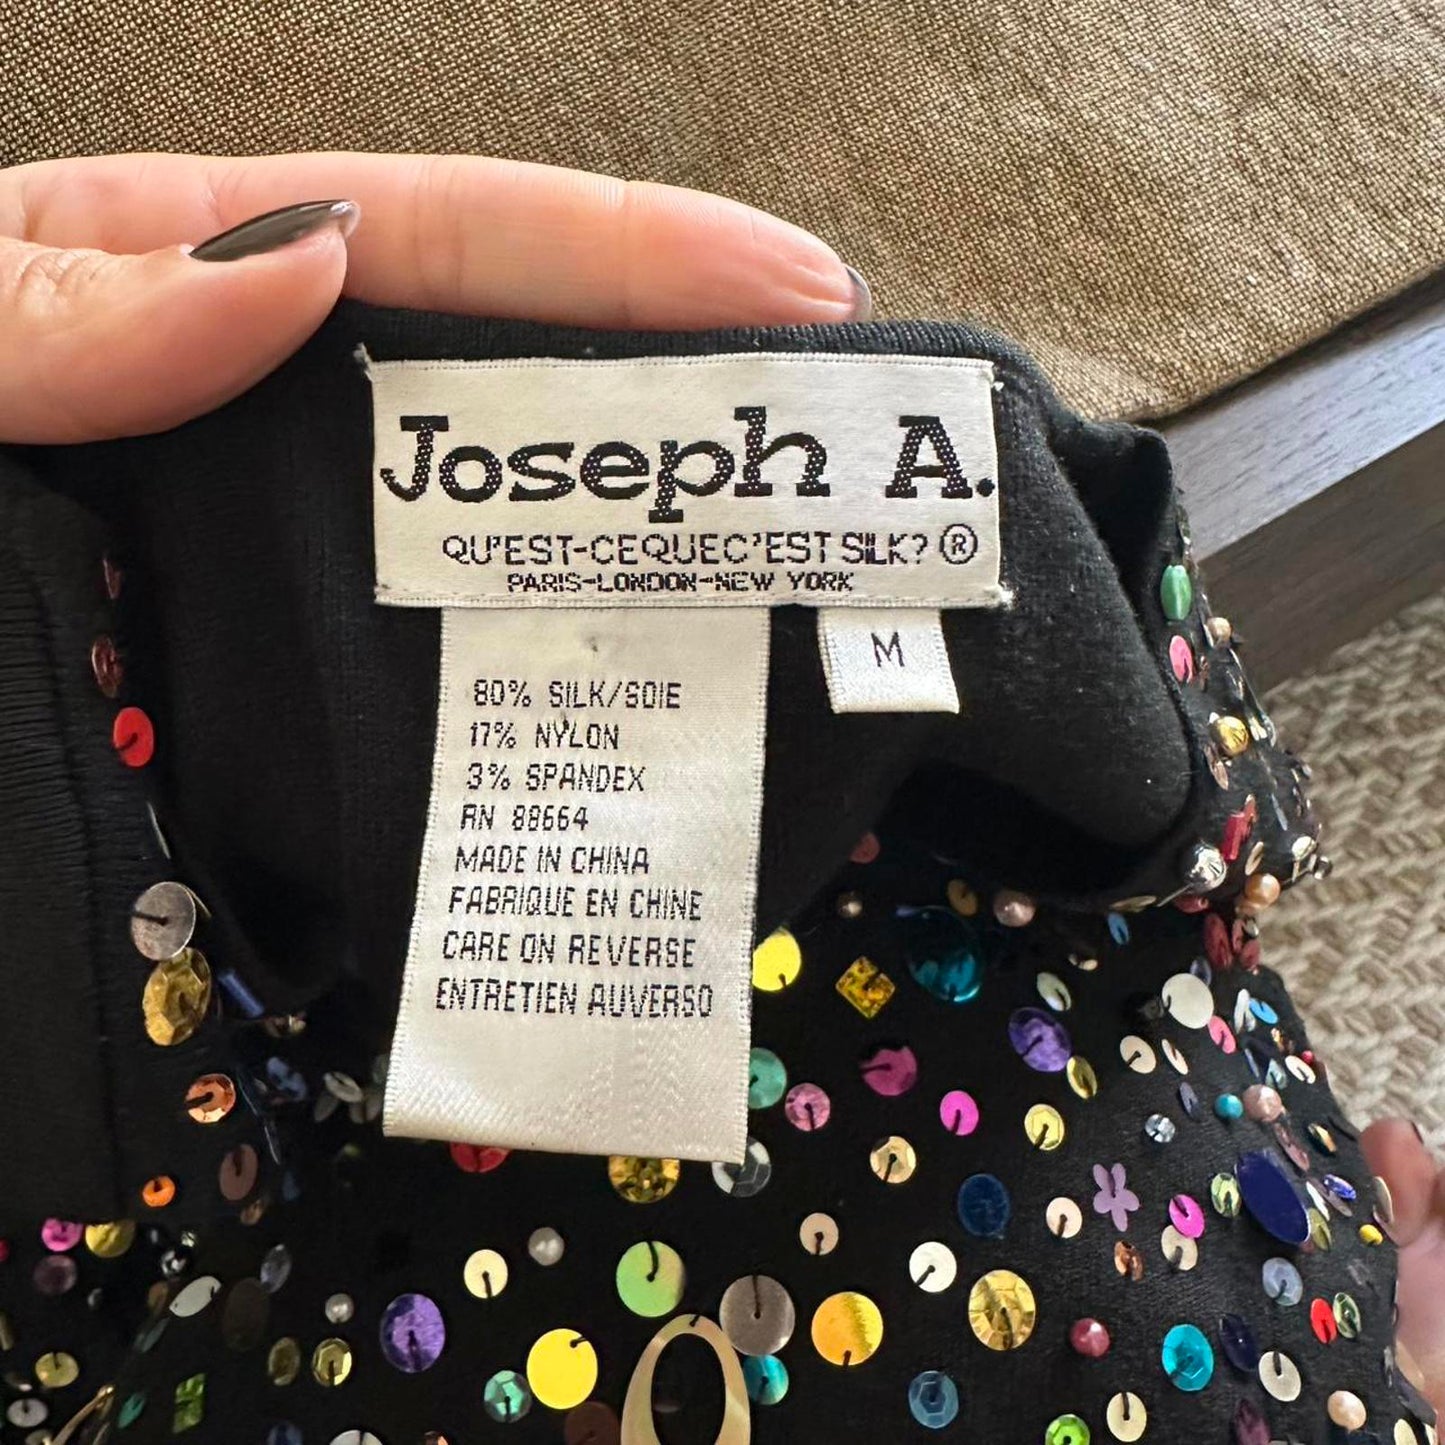 Joseph A.
QU'EST-CEQUEC'EST SILK? ®
PARIS-LONDON-NEW YORK
M
80% SILK/SOIE
17% NYLON
3% SPANDEX
RN 88664
MADE IN CHINA
FABRIQUE EN CHINE
CARE ON REVERSE
ENTRETIEN AUVERSO